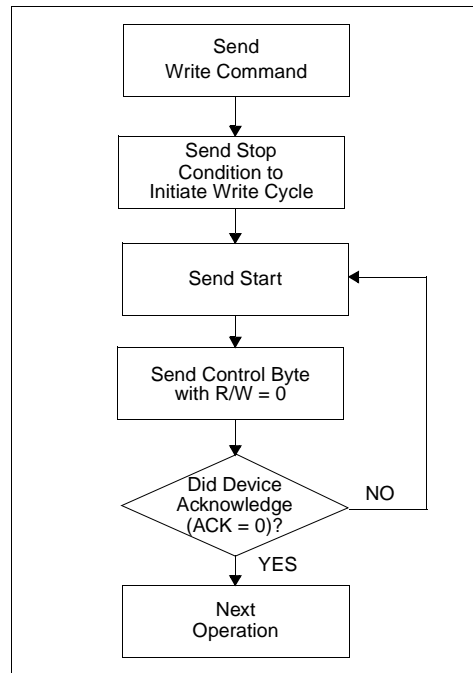 Send
Write Command
Send Stop
Condition to
Initiate Write Cycle
Send Start
Send Control Byte
with R/W = 0
Did Device
Acknowledge
(ACK = 0)?
NO
YES
Next
Operation